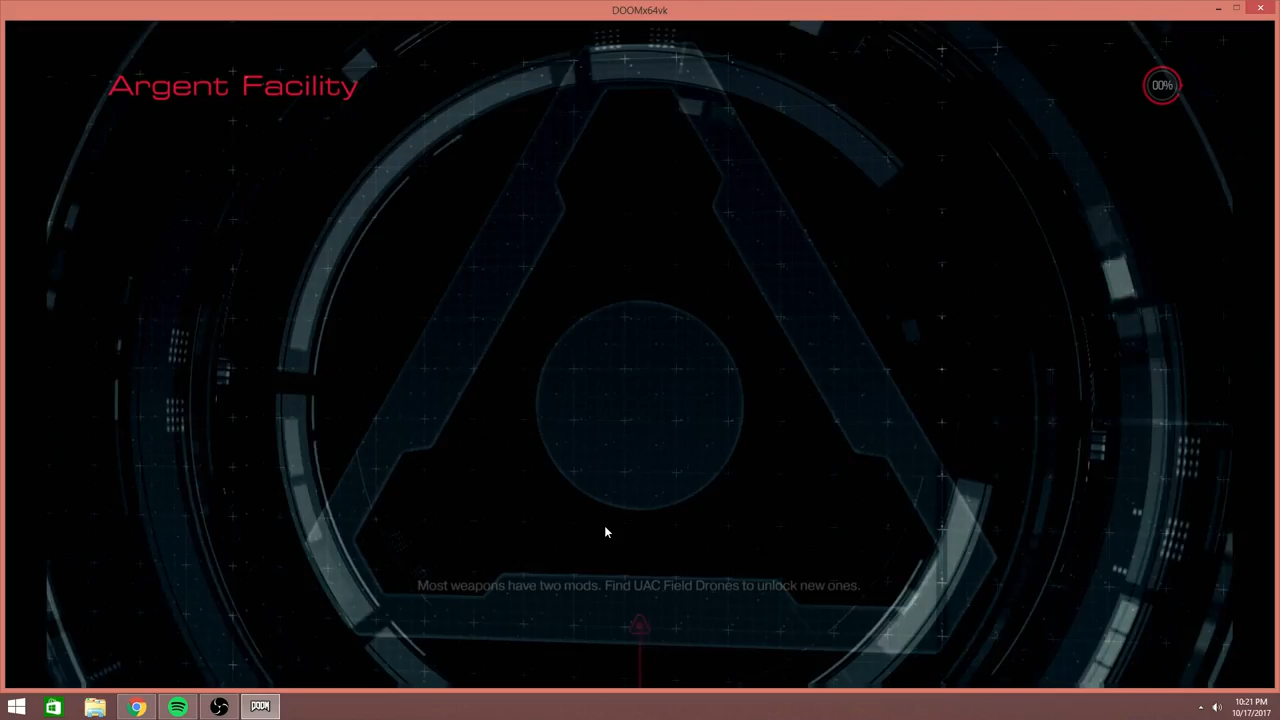 DOOMx64vk
Argent Facility
00%
Most weapons have two mods. Find UAC Field Drones to unlock new ones.
DOOM
10:21 PM
10/17/2017